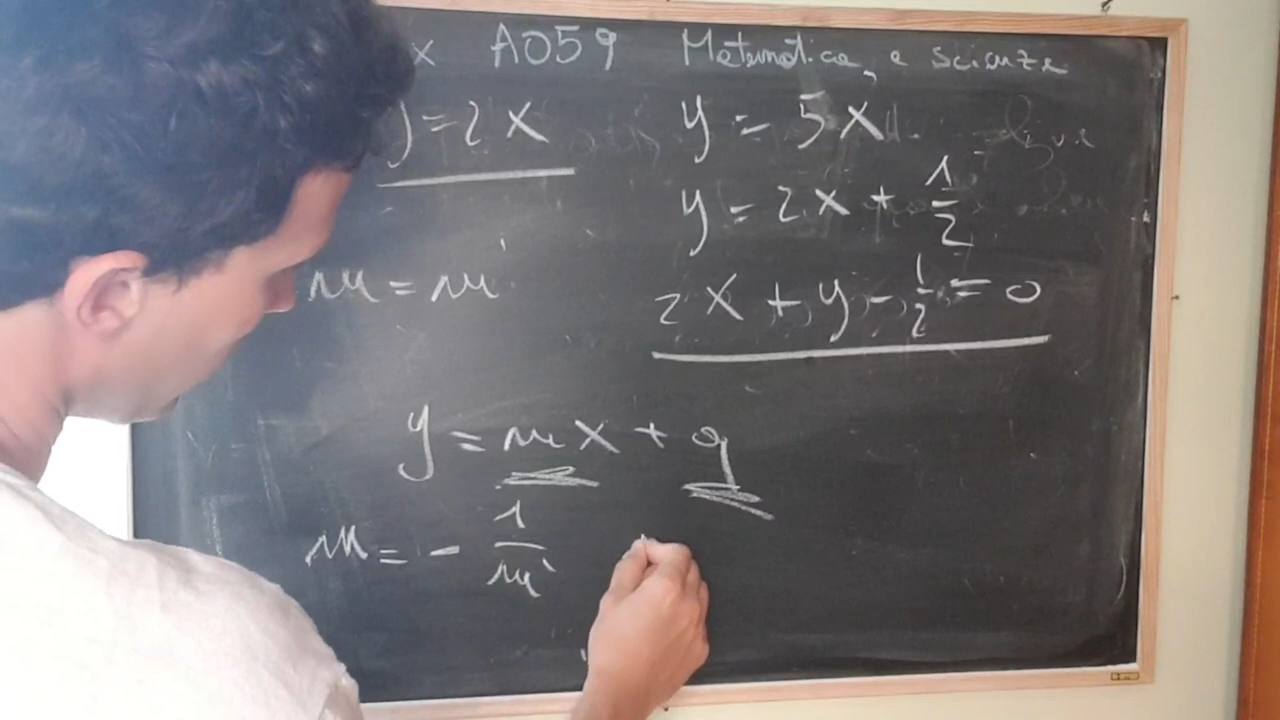 x A059 Matematica e scienze
y=2x y = 5x
y = 2x + 1/2
m = m'
2x + y - 1/2 = 0
y = mx + q
m = - 1/m'